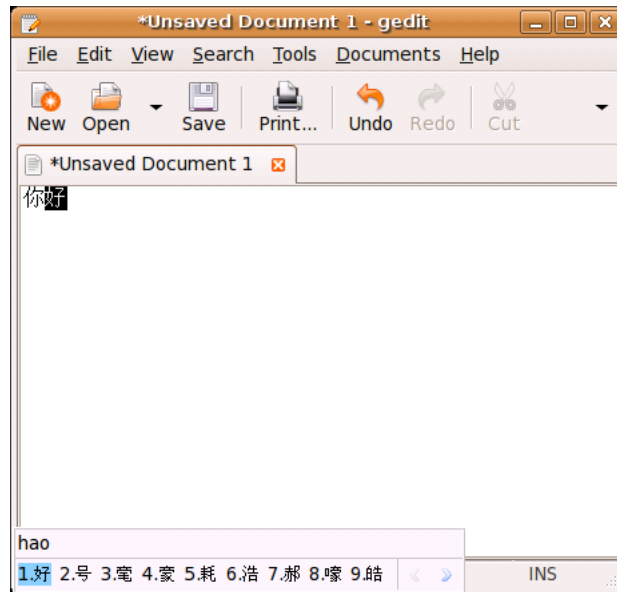 *Unsaved Document 1 - gedit
File Edit View Search Tools Documents Help
New Open Save Print... Undo Redo Cut
*Unsaved Document 1
你好
hao
1.好 2.号 3.毫 4.豪 5.耗 6.浩 7.郝 8.嚎 9.皓
INS